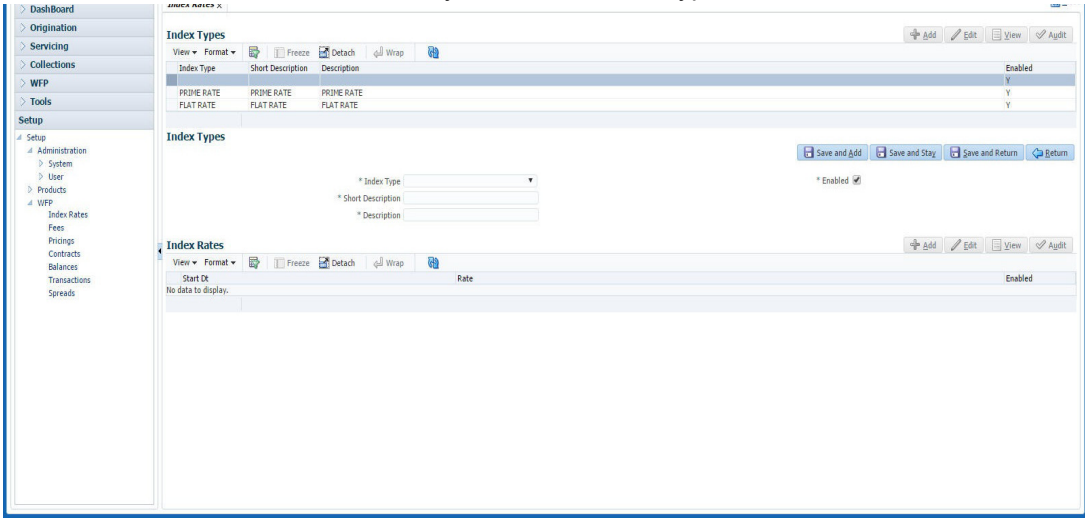 DashBoard
Index Rates x
Origination
Servicing
Collections
WFP
Tools
Setup
Setup
Administration
System
User
Products
WFP
Index Rates
Fees
Pricings
Contracts
Balances
Transactions
Spreads
Index Types
Add Edit View Audit
View Format Freeze Detach Wrap
Index Type Short Description Description Enabled
Y
PRIME RATE PRIME RATE PRIME RATE Y
FLAT RATE FLAT RATE FLAT RATE Y
Index Types
Save and Add Save and Stay Save and Return Return
* Index Type * Enabled
* Short Description
* Description
Index Rates
Add Edit View Audit
View Format Freeze Detach Wrap
Start Dt Rate Enabled
No data to display.